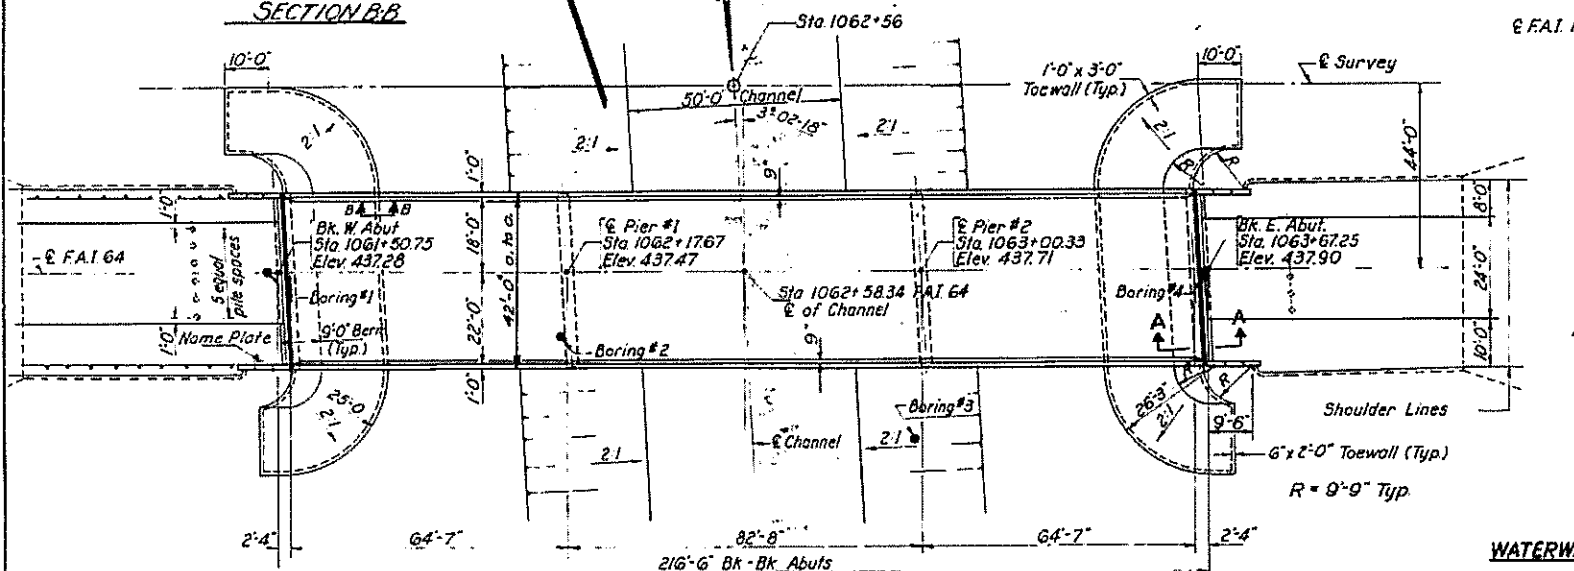 SECTION B-B
Sta. 1062+56
℄ F.A.I.
10'-0"
10'-0"
℄ Survey
1'-0" x 3'-0"
Toewall (Typ.)
50'-0" Channel
3°-02'-18"
2:1
2:1
2:1
2:1
44'-0"
1'-0"
9"
R
R
1'-0"
B
B
18'-0"
8'-0"
Bk. W. Abut
Sta. 1061+50.75
Elev. 437.28
℄ Pier #1
Sta. 1062+17.67
Elev. 437.47
℄ Pier #2
Sta. 1063+00.33
Elev. 437.71
Bk. E. Abut.
Sta. 1063+67.25
Elev. 437.90
℄ F.A.I. 64
5 equal
pile spaces
42'-0" o. to o.
24'-0"
Boring #1
Sta. 1062+58.34 F.A.I. 64
℄ of Channel
Boring #4
22'-0"
A
A
Name Plate
1'-0"
9'-0" Berm
(Typ.)
Boring #2
9"
10'-0"
1'-0"
R
R
25'-0"
2:1
26'-3"
2:1
Boring #3
Shoulder Lines
9'-6"
℄ Channel
2:1
2:1
6" x 2'-0" Toewall (Typ.)
R = 9'-9" Typ.
2'-4"
64'-7"
82'-8"
64'-7"
2'-4"
216'-6" Bk.-Bk. Abuts
WATERWA